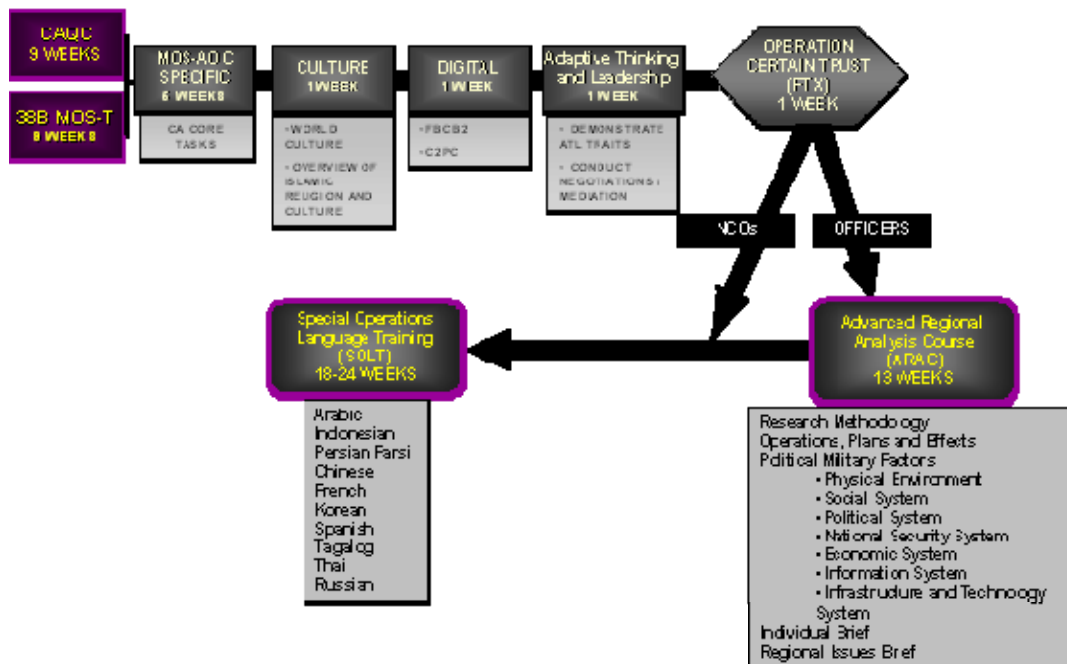 CAQC
9 WEEKS
38B MOS-T
8 WEEKS
MOS-AOC
SPECIFIC
6 WEEKS
CA CORE
TASKS
CULTURE
1 WEEK
• WORLD
CULTURE
• OVERVIEW OF
ISLAMIC
RELIGION AND
CULTURE
DIGITAL
1 WEEK
• FBCB2
• C2PC
Adaptive Thinking
and Leadership
1 WEEK
• DEMONSTRATE
ATL TRAITS
• CONDUCT
NEGOTIATIONS /
MEDIATION
OPERATION
CERTAIN TRUST
(FTX)
1 WEEK
NCOs
OFFICERS
Special Operations
Language Training
(SOLT)
18-24 WEEKS
Arabic
Indonesian
Persian Farsi
Chinese
French
Korean
Spanish
Tagalog
Thai
Russian
Advanced Regional
Analysis Course
(ARAC)
13 WEEKS
Research Methodology
Operations, Plans and Effects
Political Military Factors
• Physical Environment
• Social System
• Political System
• National Security System
• Economic System
• Information System
• Infrastructure and Technology
System
Individual Brief
Regional Issues Brief